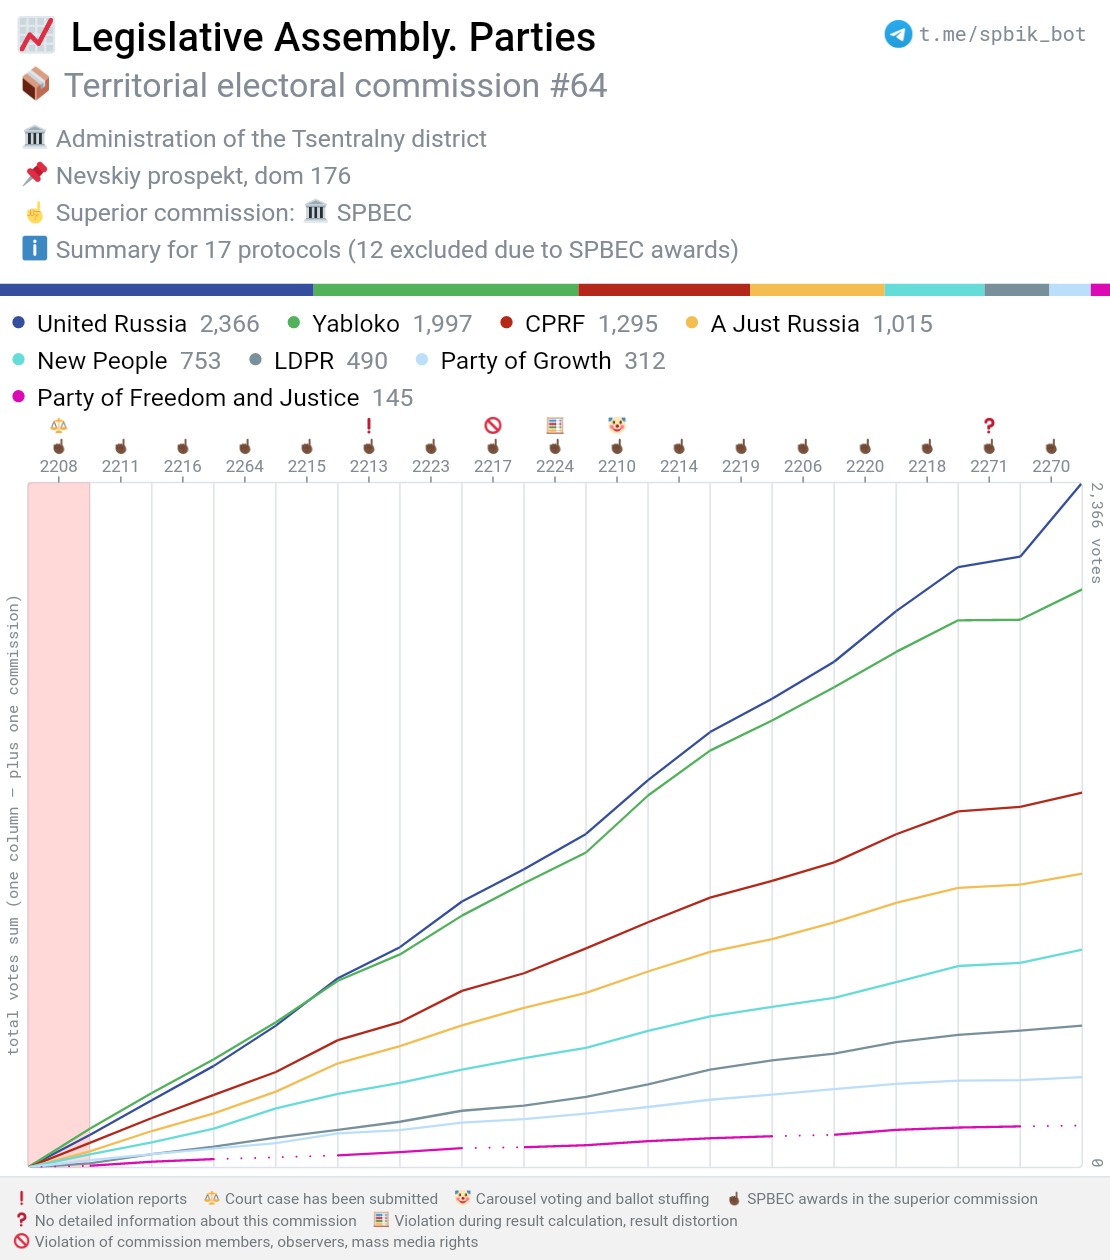 Legislative Assembly. Parties
t.me/spbik_bot
Territorial electoral commission #64
Administration of the Tsentralny district
Nevskiy prospekt, dom 176
Superior commission: SPBEC
Summary for 17 protocols (12 excluded due to SPBEC awards)
United Russia 2,366 Yabloko 1,997 CPRF 1,295 A Just Russia 1,015
New People 753 LDPR 490 Party of Growth 312
Party of Freedom and Justice 145
2208 2211 2216 2264 2215 2213 2223 2217 2224 2210 2214 2219 2206 2220 2218 2271 2270
2,366 votes
total votes sum (one column — plus one commission)
0
Other violation reports Court case has been submitted Carousel voting and ballot stuffing SPBEC awards in the superior commission
No detailed information about this commission Violation during result calculation, result distortion
Violation of commission members, observers, mass media rights